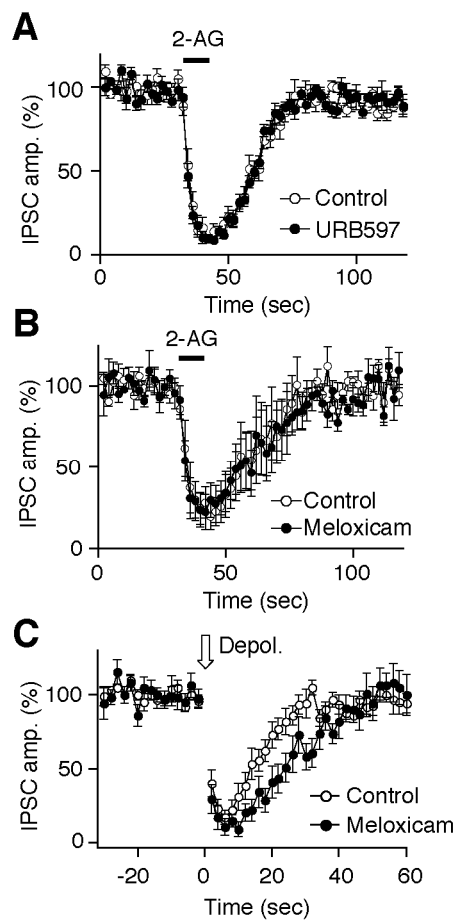 A
2-AG
IPSC amp. (%)
100
50
0
Control
URB597
0
50
100
Time (sec)
B
2-AG
IPSC amp. (%)
100
50
0
Control
Meloxicam
0
50
100
Time (sec)
C
Depol.
IPSC amp. (%)
100
50
0
Control
Meloxicam
-20
0
20
40
60
Time (sec)